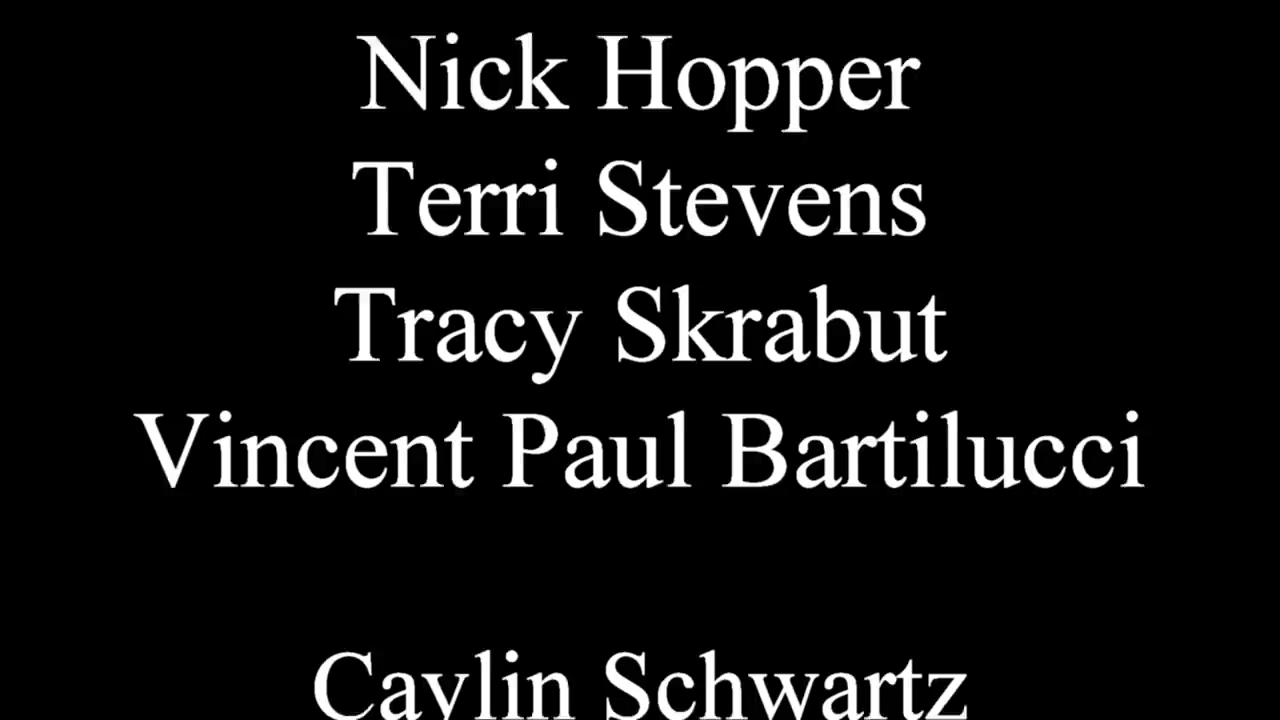 Nick Hopper
Terri Stevens
Tracy Skrabut
Vincent Paul Bartilucci
Caylin Schwartz